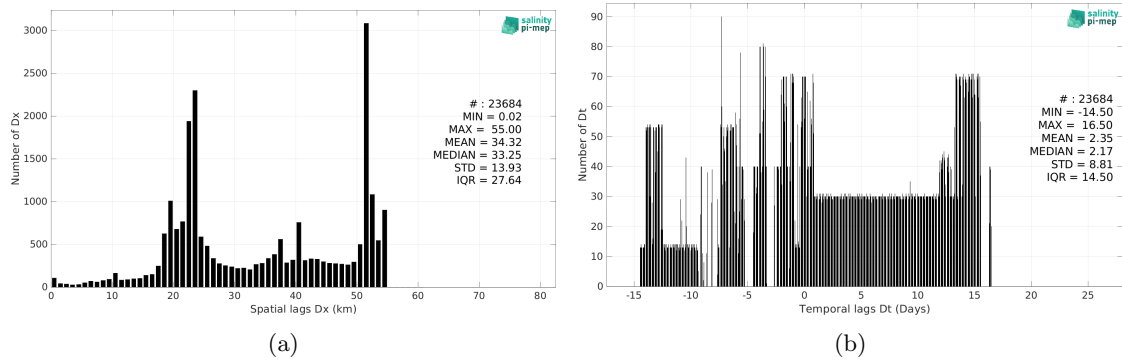 salinity
pi-mep
3000
2500
2000
1500
1000
500
0
Number of Dx
# : 23684
MIN = 0.02
MAX = 55.00
MEAN = 34.32
MEDIAN = 33.25
STD = 13.93
IQR = 27.64
0 10 20 30 40 50 60 70 80
Spatial lags Dx (km)
(a)
salinity
pi-mep
90
80
70
60
50
40
30
20
10
0
Number of Dt
# : 23684
MIN = -14.50
MAX = 16.50
MEAN = 2.35
MEDIAN = 2.17
STD = 8.81
IQR = 14.50
-15 -10 -5 0 5 10 15 20 25
Temporal lags Dt (Days)
(b)